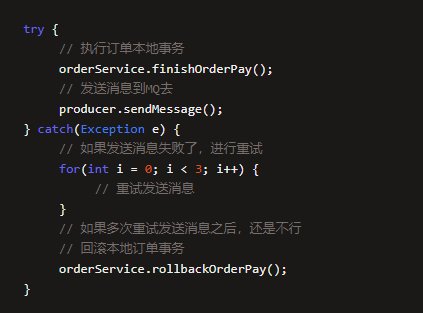 try {
// 执行订单本地事务
orderService.finishOrderPay();
// 发送消息到MQ去
producer.sendMessage();
} catch(Exception e) {
// 如果发送消息失败了，进行重试
for(int i = 0; i < 3; i++) {
// 重试发送消息
}
// 如果多次重试发送消息之后，还是不行
// 回滚本地订单事务
orderService.rollbackOrderPay();
}